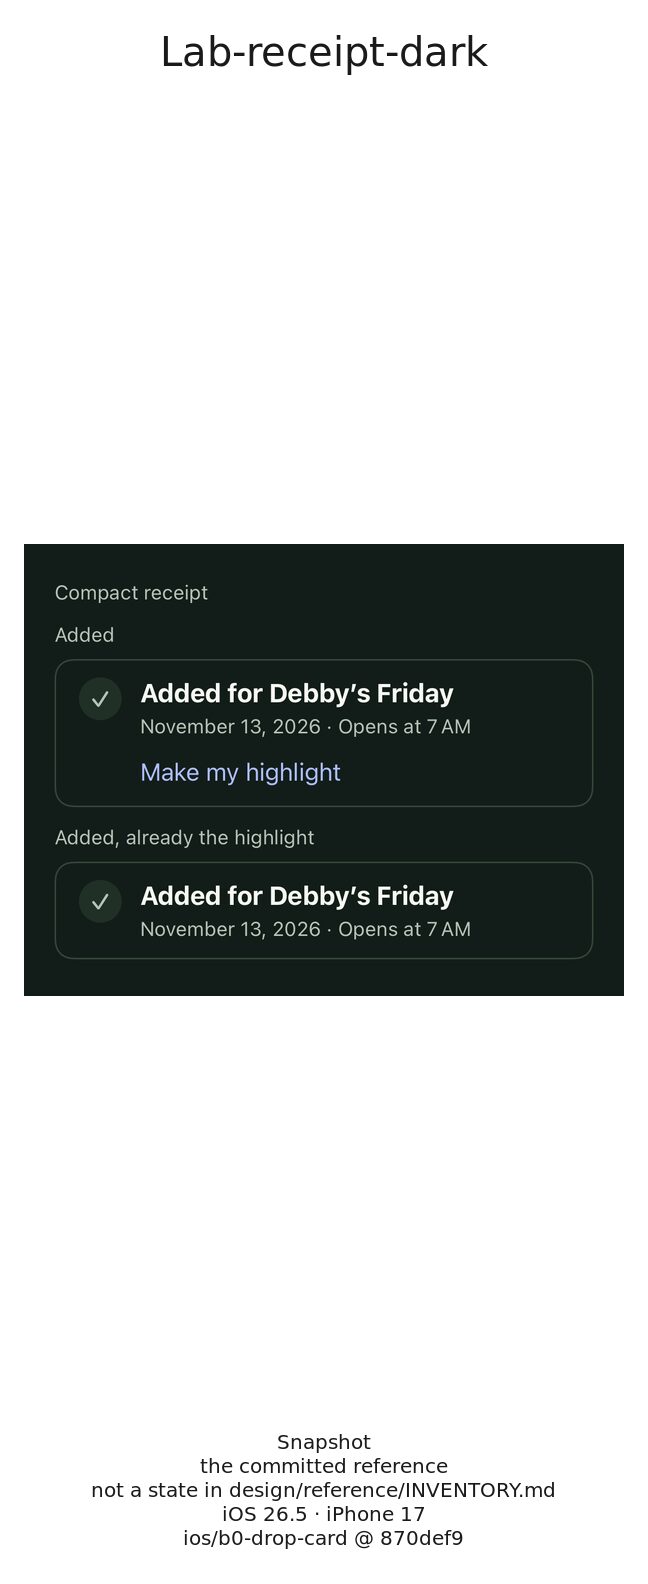 Lab-receipt-dark
Compact receipt
Added
Added for Debby’s Friday
November 13, 2026 · Opens at 7 AM
Make my highlight
Added, already the highlight
Added for Debby’s Friday
November 13, 2026 · Opens at 7 AM
Snapshot
the committed reference
not a state in design/reference/INVENTORY.md
iOS 26.5 · iPhone 17
ios/b0-drop-card @ 870def9